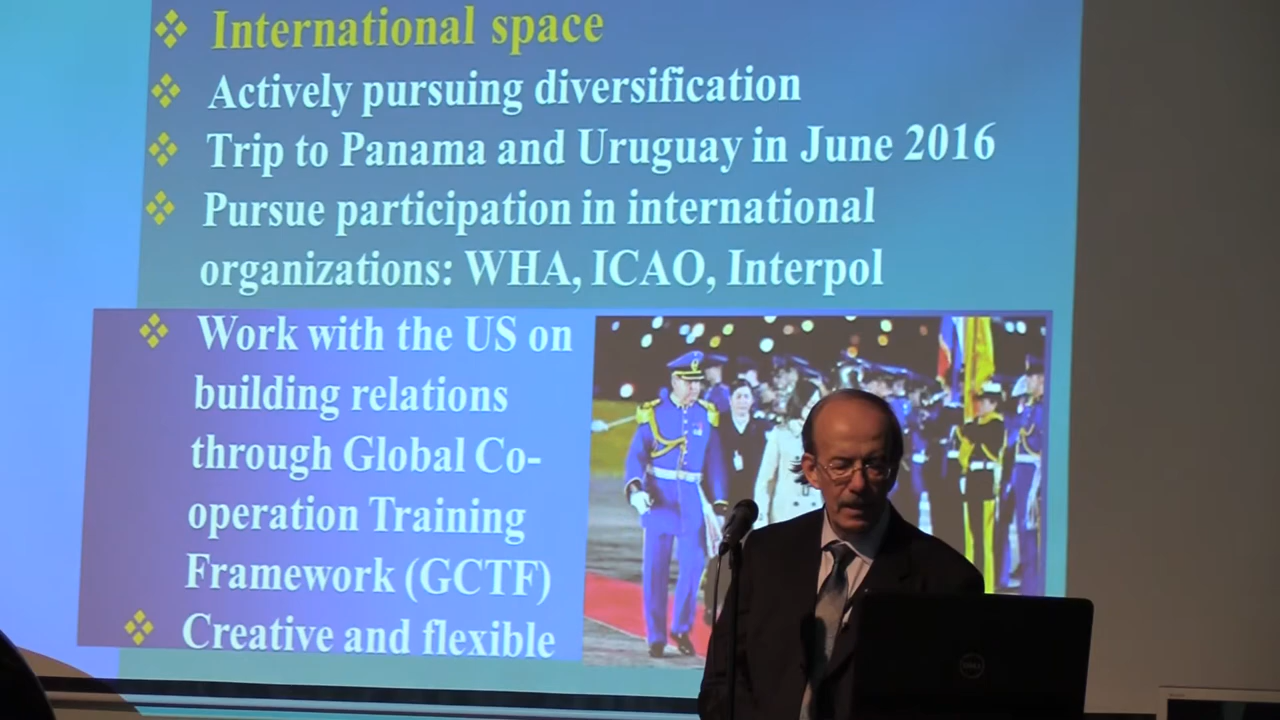 International space
Actively pursuing diversification
Trip to Panama and Uruguay in June 2016
Pursue participation in international
organizations: WHA, ICAO, Interpol
Work with the US on
building relations
through Global Co-
operation Training
Framework (GCTF)
Creative and flexible
DELL